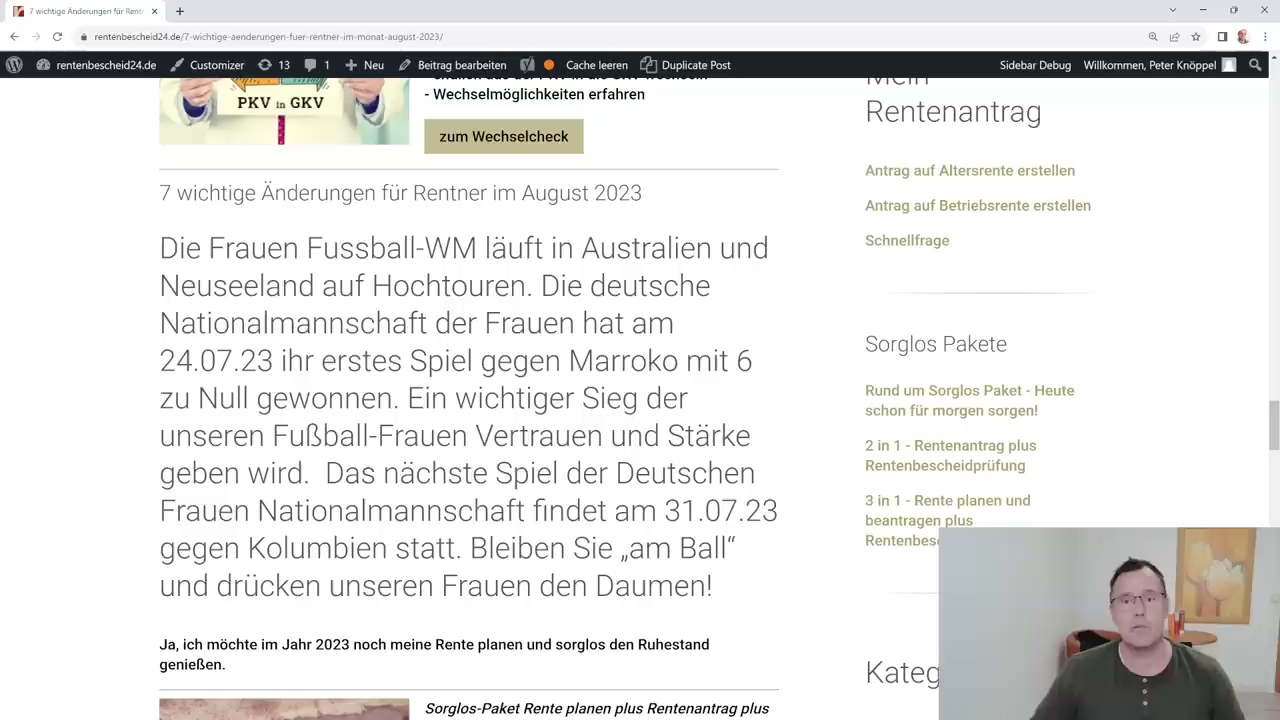 7 wichtige Änderungen für Rent
rentenbescheid24.de/7-wichtige-aenderungen-fuer-rentner-im-monat-august-2023/
rentenbescheid24.de
Customizer
13
1
Neu
Beitrag bearbeiten
Cache leeren
Duplicate Post
Sidebar Debug
Willkommen, Peter Knöppel
PKV in GKV
- Wechselmöglichkeiten erfahren
zum Wechselcheck
7 wichtige Änderungen für Rentner im August 2023
Die Frauen Fussball-WM läuft in Australien und
Neuseeland auf Hochtouren. Die deutsche
Nationalmannschaft der Frauen hat am
24.07.23 ihr erstes Spiel gegen Marroko mit 6
zu Null gewonnen. Ein wichtiger Sieg der
unseren Fußball-Frauen Vertrauen und Stärke
geben wird. Das nächste Spiel der Deutschen
Frauen Nationalmannschaft findet am 31.07.23
gegen Kolumbien statt. Bleiben Sie „am Ball“
und drücken unseren Frauen den Daumen!
Ja, ich möchte im Jahr 2023 noch meine Rente planen und sorglos den Ruhestand
genießen.
Sorglos-Paket Rente planen plus Rentenantrag plus
Mein
Rentenantrag
Antrag auf Altersrente erstellen
Antrag auf Betriebsrente erstellen
Schnellfrage
Sorglos Pakete
Rund um Sorglos Paket - Heute
schon für morgen sorgen!
2 in 1 - Rentenantrag plus
Rentenbescheidprüfung
3 in 1 - Rente planen und
beantragen plus
Rentenbes
Kateg